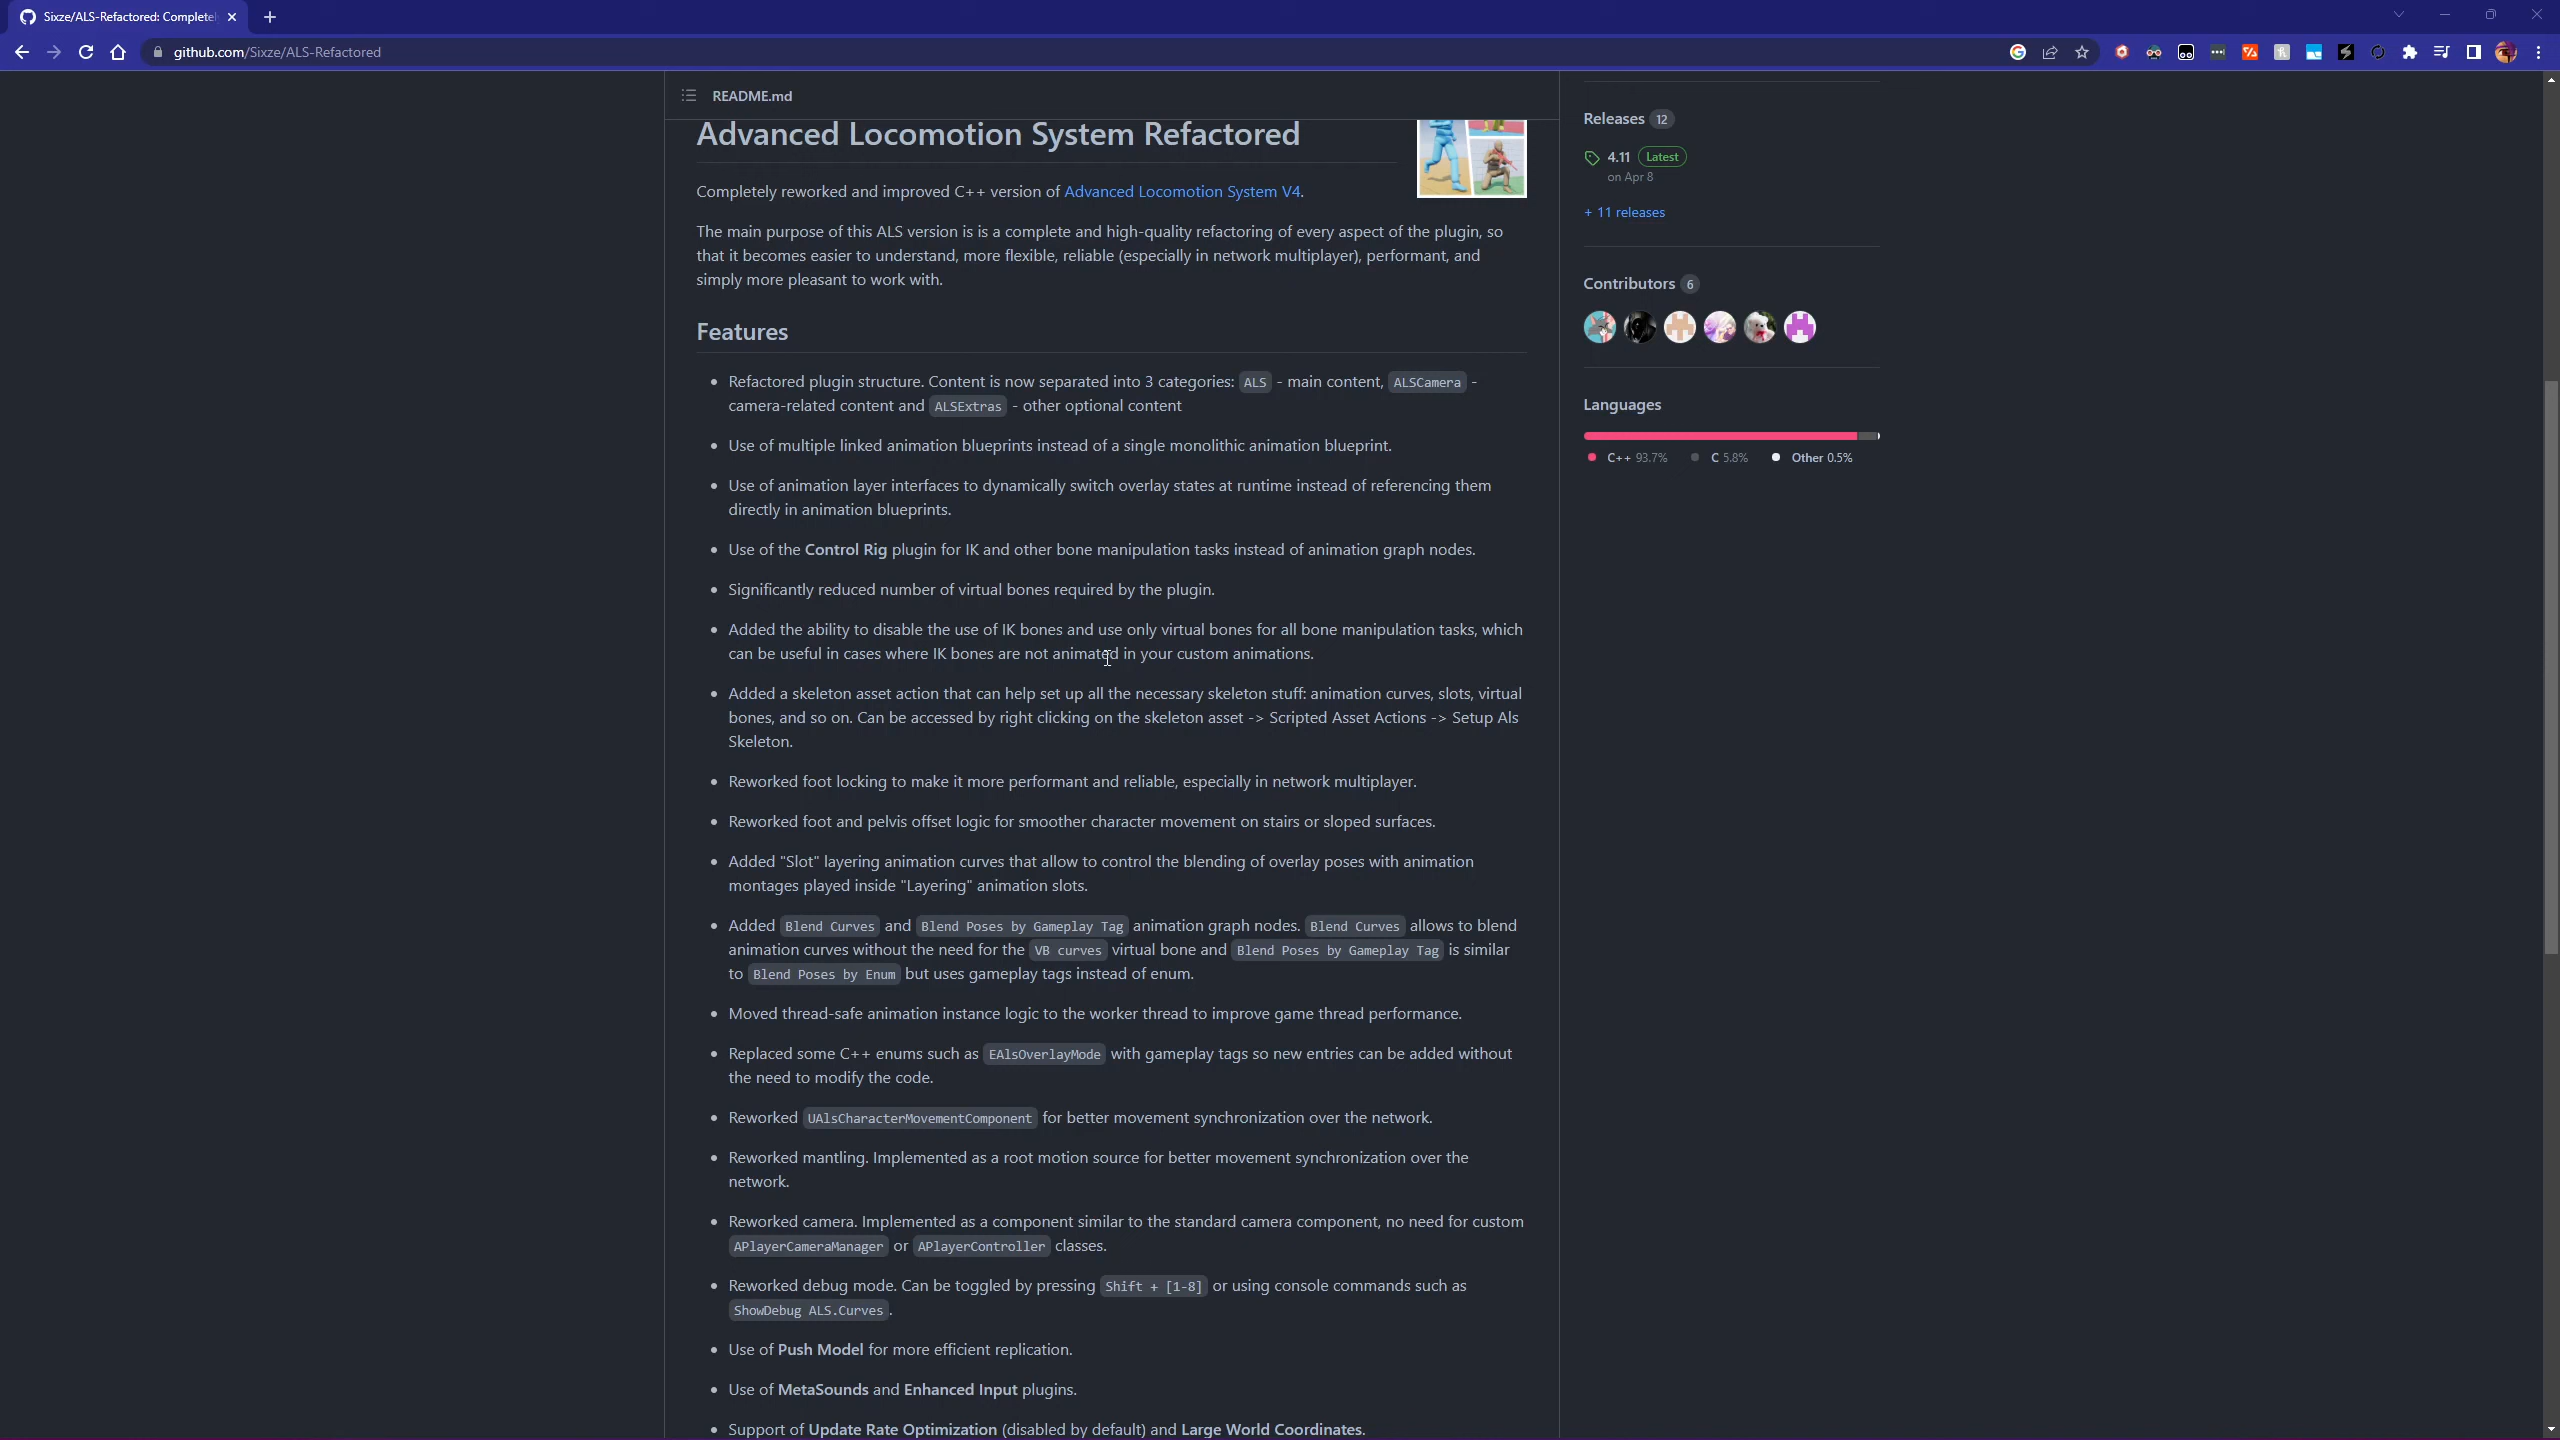 Sixze/ALS-Refactored: Complete
github.com/Sixze/ALS-Refactored
README.md
Advanced Locomotion System Refactored
Completely reworked and improved C++ version of Advanced Locomotion System V4.
The main purpose of this ALS version is is a complete and high-quality refactoring of every aspect of the plugin, so
that it becomes easier to understand, more flexible, reliable (especially in network multiplayer), performant, and
simply more pleasant to work with.
Features
Refactored plugin structure. Content is now separated into 3 categories: ALS - main content, ALSCamera -
camera-related content and ALSExtras - other optional content
Use of multiple linked animation blueprints instead of a single monolithic animation blueprint.
Use of animation layer interfaces to dynamically switch overlay states at runtime instead of referencing them
directly in animation blueprints.
Use of the Control Rig plugin for IK and other bone manipulation tasks instead of animation graph nodes.
Significantly reduced number of virtual bones required by the plugin.
Added the ability to disable the use of IK bones and use only virtual bones for all bone manipulation tasks, which
can be useful in cases where IK bones are not animated in your custom animations.
Added a skeleton asset action that can help set up all the necessary skeleton stuff: animation curves, slots, virtual
bones, and so on. Can be accessed by right clicking on the skeleton asset -> Scripted Asset Actions -> Setup Als
Skeleton.
Reworked foot locking to make it more performant and reliable, especially in network multiplayer.
Reworked foot and pelvis offset logic for smoother character movement on stairs or sloped surfaces.
Added "Slot" layering animation curves that allow to control the blending of overlay poses with animation
montages played inside "Layering" animation slots.
Added Blend Curves and Blend Poses by Gameplay Tag animation graph nodes. Blend Curves allows to blend
animation curves without the need for the VB curves virtual bone and Blend Poses by Gameplay Tag is similar
to Blend Poses by Enum but uses gameplay tags instead of enum.
Moved thread-safe animation instance logic to the worker thread to improve game thread performance.
Replaced some C++ enums such as EAlsOverlayMode with gameplay tags so new entries can be added without
the need to modify the code.
Reworked UAlsCharacterMovementComponent for better movement synchronization over the network.
Reworked mantling. Implemented as a root motion source for better movement synchronization over the
network.
Reworked camera. Implemented as a component similar to the standard camera component, no need for custom
APlayerCameraManager or APlayerController classes.
Reworked debug mode. Can be toggled by pressing Shift + [1-8] or using console commands such as
ShowDebug ALS.Curves.
Use of Push Model for more efficient replication.
Use of MetaSounds and Enhanced Input plugins.
Support of Update Rate Optimization (disabled by default) and Large World Coordinates.
Releases 12
4.11 Latest
on Apr 8
+ 11 releases
Contributors 6
Languages
C++ 93.7% C 5.8% Other 0.5%